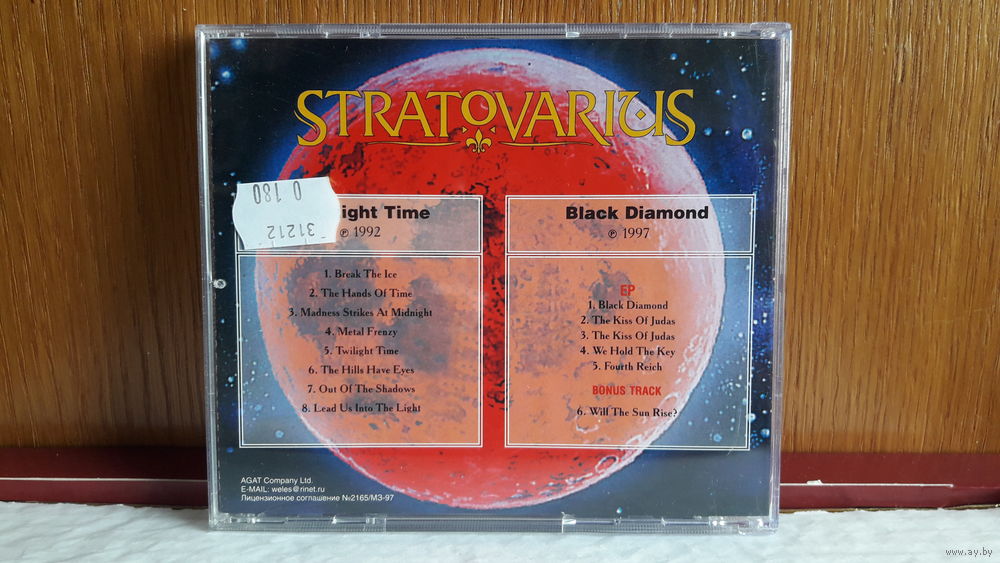 STRATOVARIUS
0 180
31212
ight Time
℗ 1992
1. Break The Ice
2. The Hands Of Time
3. Madness Strikes At Midnight
4. Metal Frenzy
5. Twilight Time
6. The Hills Have Eyes
7. Out Of The Shadows
8. Lead Us Into The Light
Black Diamond
℗ 1997
EP
1. Black Diamond
2. The Kiss Of Judas
3. The Kiss Of Judas
4. We Hold The Key
5. Fourth Reich
BONUS TRACK
6. Will The Sun Rise?
AGAT Company Ltd.
E-MAIL: weles@rinet.ru
Лицензионное соглашение №2165/МЗ-97
www.ay.by